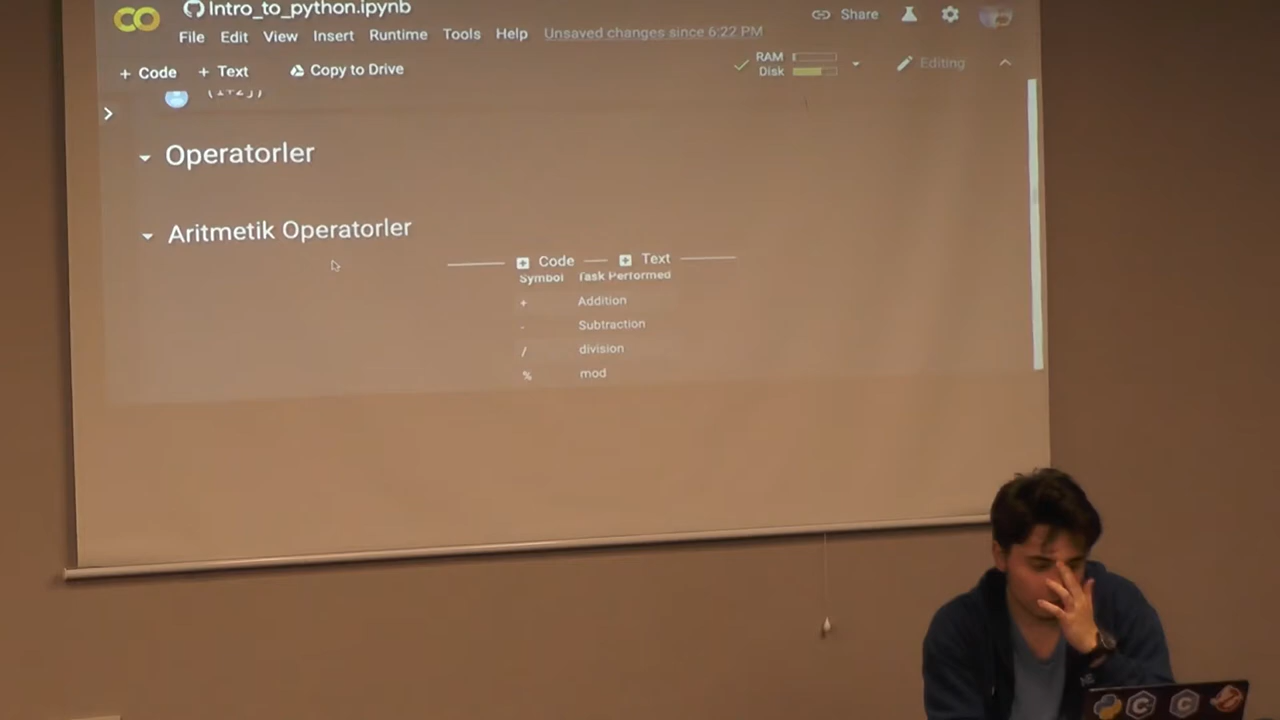 Intro_to_python.ipynb
Share
File Edit View Insert Runtime Tools Help Unsaved changes since 6:22 PM
+ Code + Text Copy to Drive
RAM
Disk
Editing
Operatorler
Aritmetik Operatorler
Code Text
Symbol Task Performed
+ Addition
- Subtraction
/ division
% mod